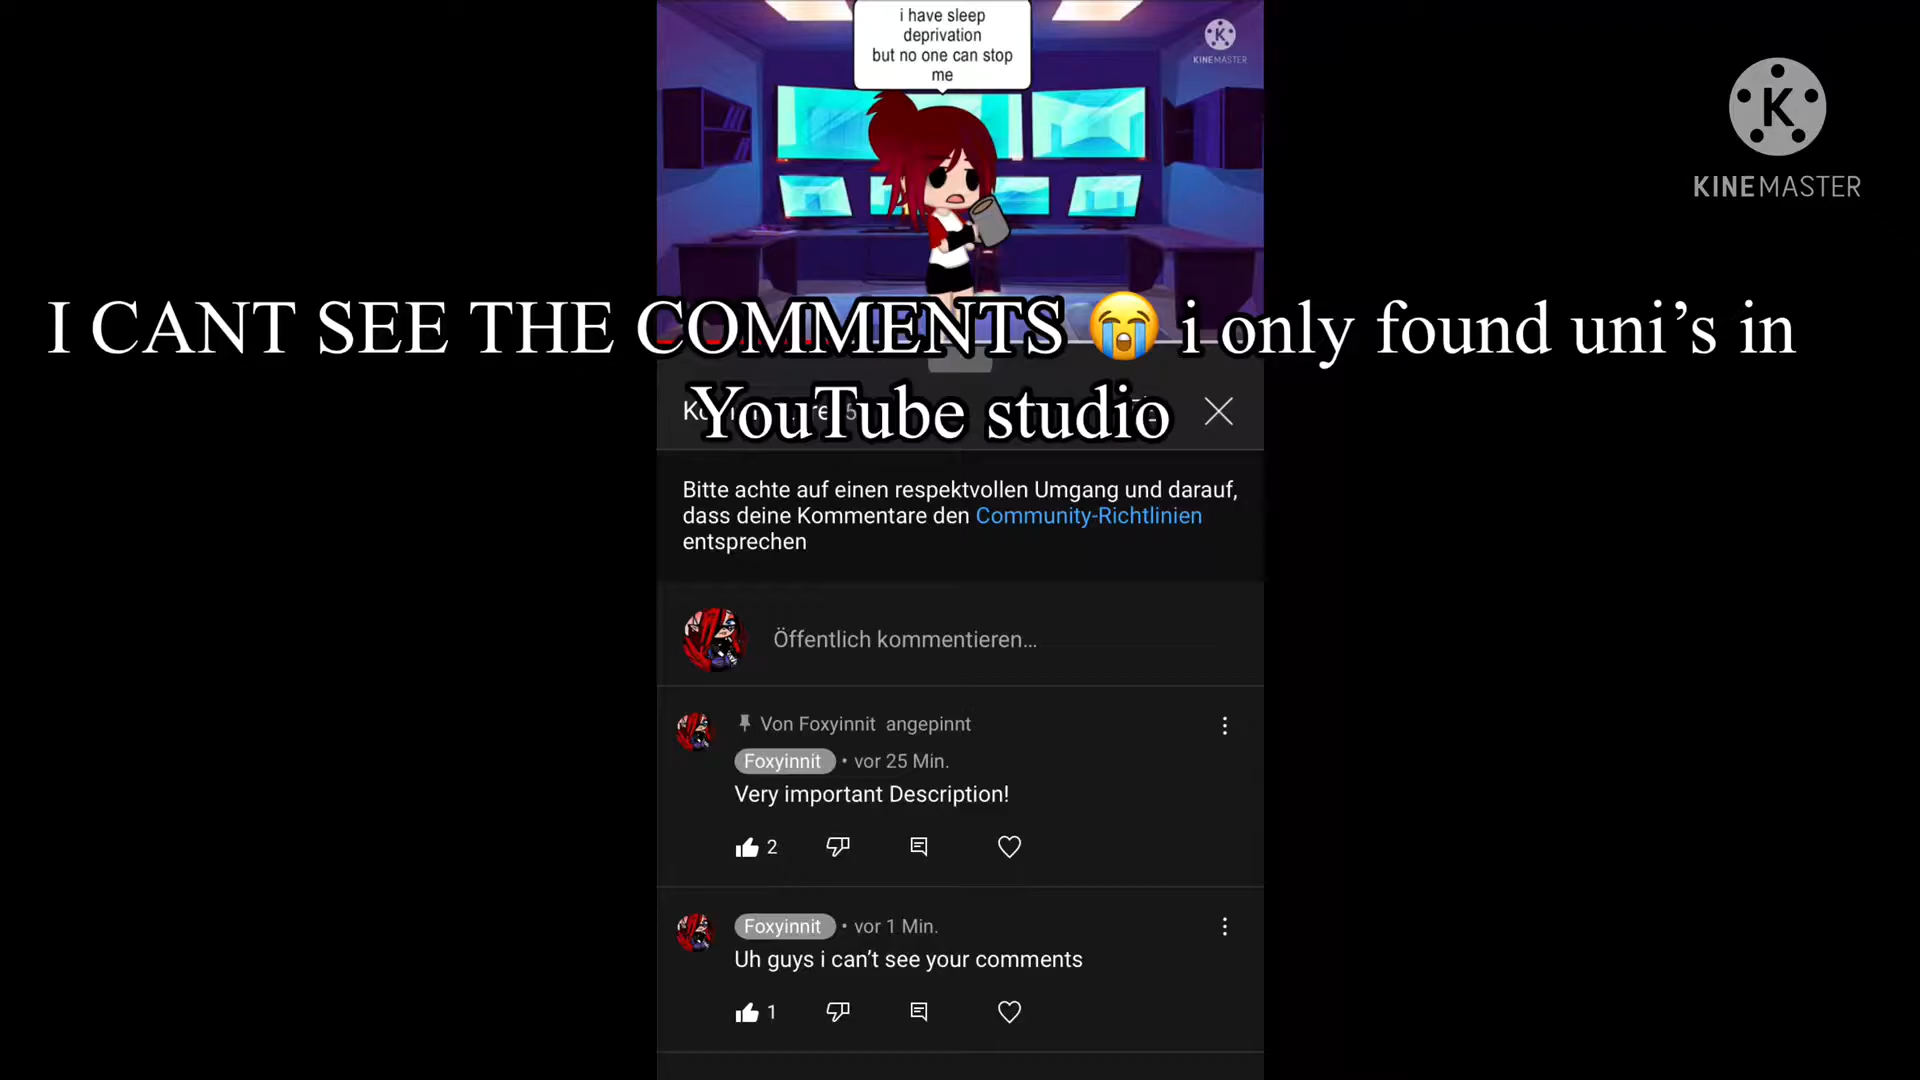 i have sleep
deprivation
but no one can stop
me
KINEMASTER
K
KINEMASTER
I CANT SEE THE COMMENTS 😭 i only found uni’s in
YouTube studio
Bitte achte auf einen respektvollen Umgang und darauf,
dass deine Kommentare den Community-Richtlinien
entsprechen
Öffentlich kommentieren...
Von Foxyinnit angepinnt
Foxyinnit • vor 25 Min.
Very important Description!
2
Foxyinnit • vor 1 Min.
Uh guys i can’t see your comments
1